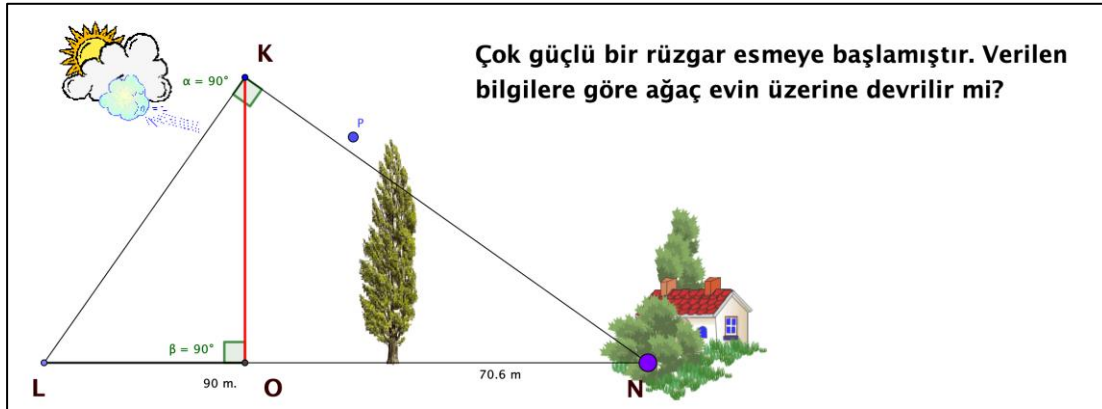 K
Çok güçlü bir rüzgar esmeye başlamıştır. Verilen
bilgilere göre ağaç evin üzerine devrilir mi?
α = 90°
P
β = 90°
L
90 m.
O
70.6 m
N